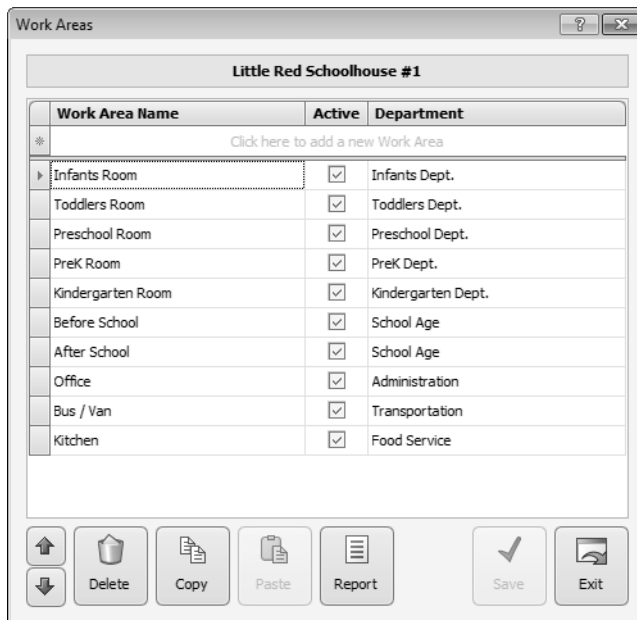 Work Areas
Little Red Schoolhouse #1
Work Area Name Active Department
Click here to add a new Work Area
Infants Room Infants Dept.
Toddlers Room Toddlers Dept.
Preschool Room Preschool Dept.
PreK Room PreK Dept.
Kindergarten Room Kindergarten Dept.
Before School School Age
After School School Age
Office Administration
Bus / Van Transportation
Kitchen Food Service
Delete Copy Paste Report Save Exit